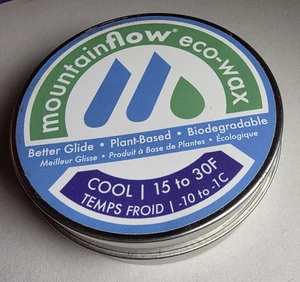 mountainflow® eco-wax
Better Glide • Plant-Based • Biodegradable
Meilleur Glisse • Produit à Base de Plantes • Écologique
COOL | 15 to 30F
TEMPS FROID | -10 to -1C